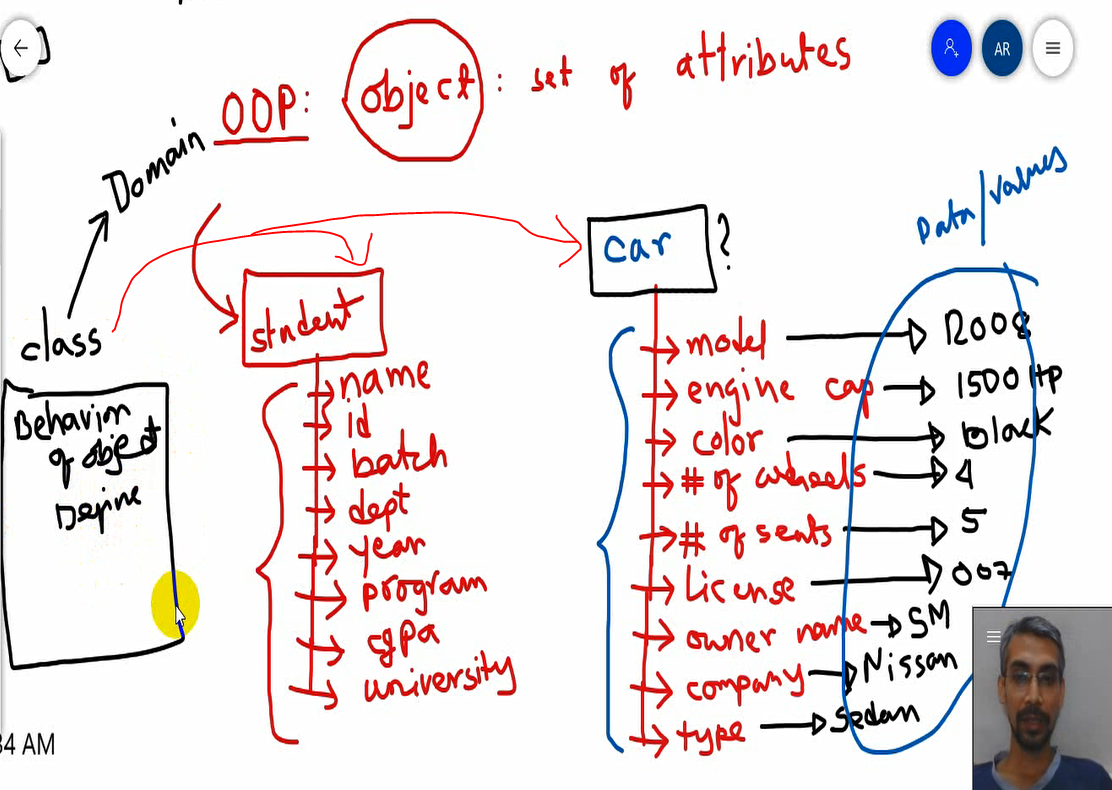 OOP: object : set of attributes
AR
Domain
class
Behavior
of object
Define
student
name
id
batch
dept
year
program
cgpa
university
car ?
Data/values
model 2008
engine cap 1500 HP
color black
# of wheels 4
# of seats 5
License 007
owner name SM
company Nissan
type Sedan
34 AM